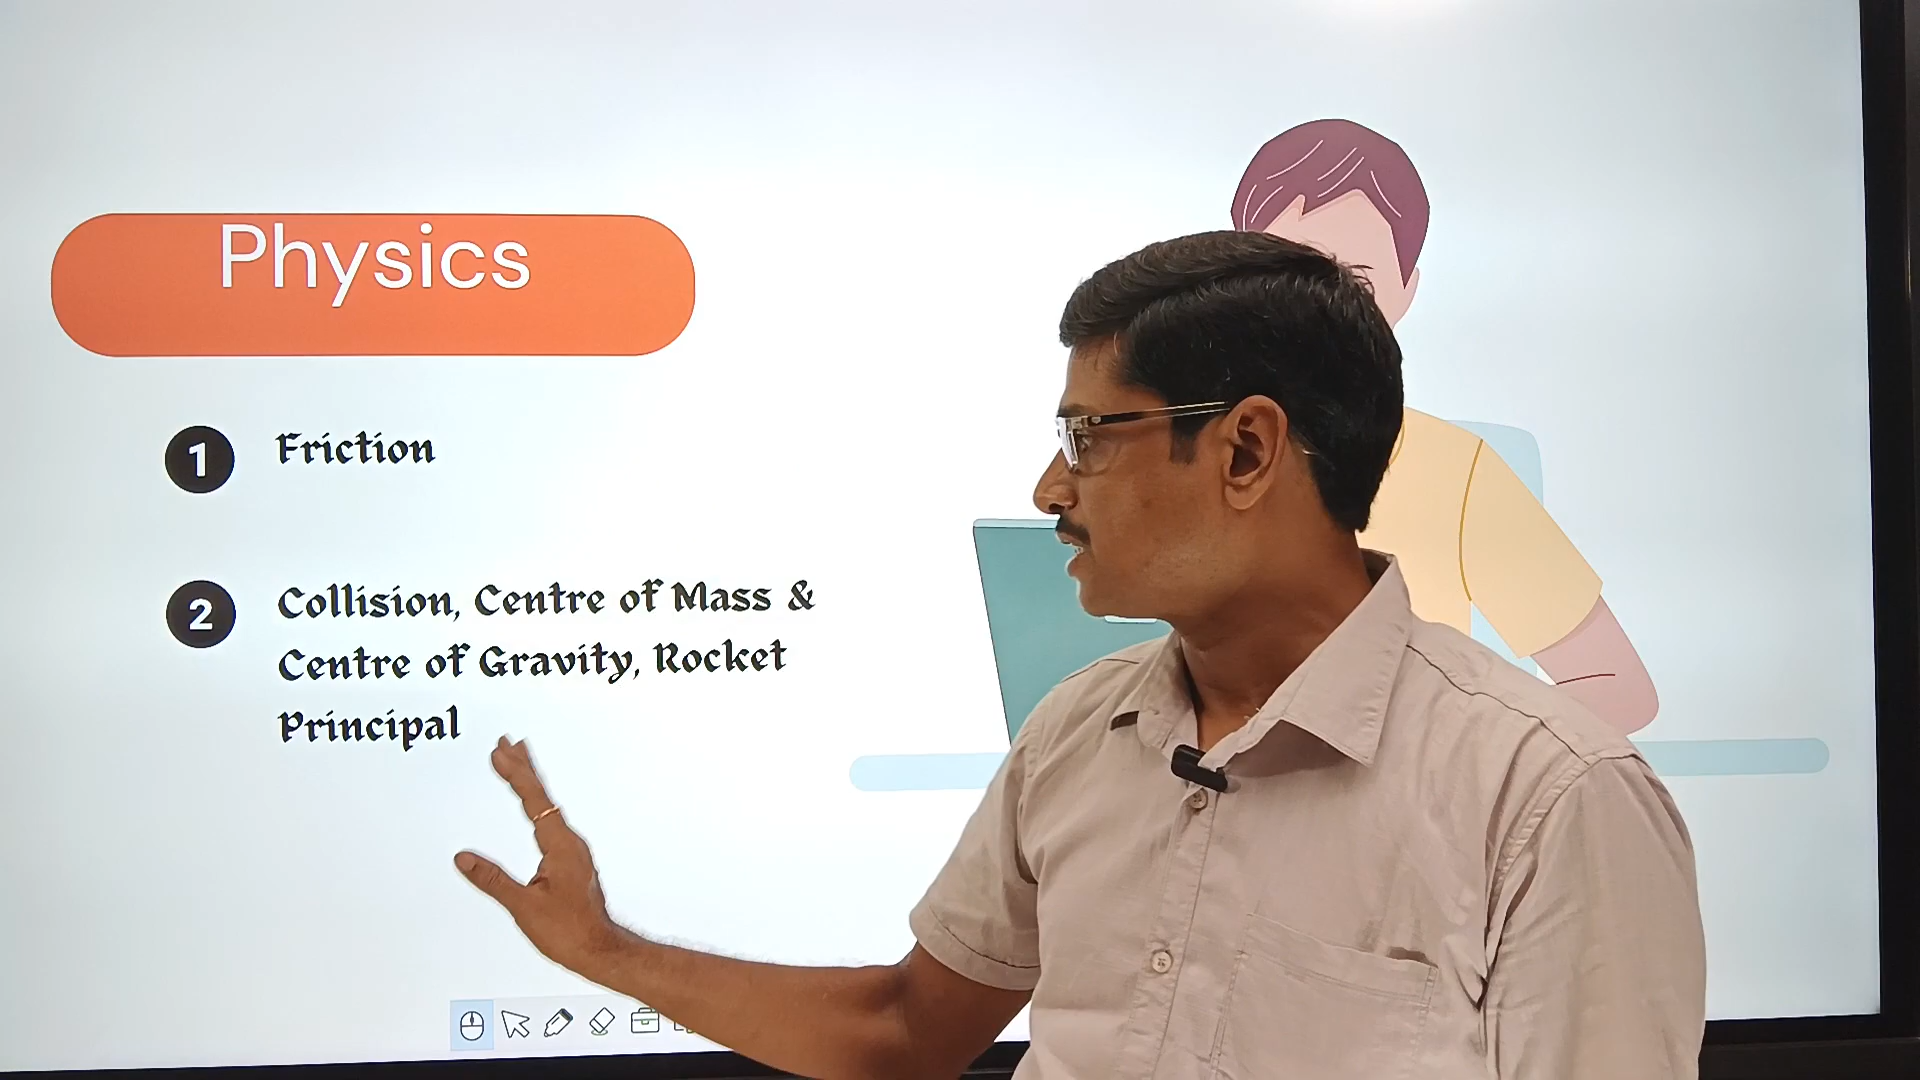 Physics
1 Friction
2 Collision, Centre of Mass &
Centre of Gravity, Rocket
Principal